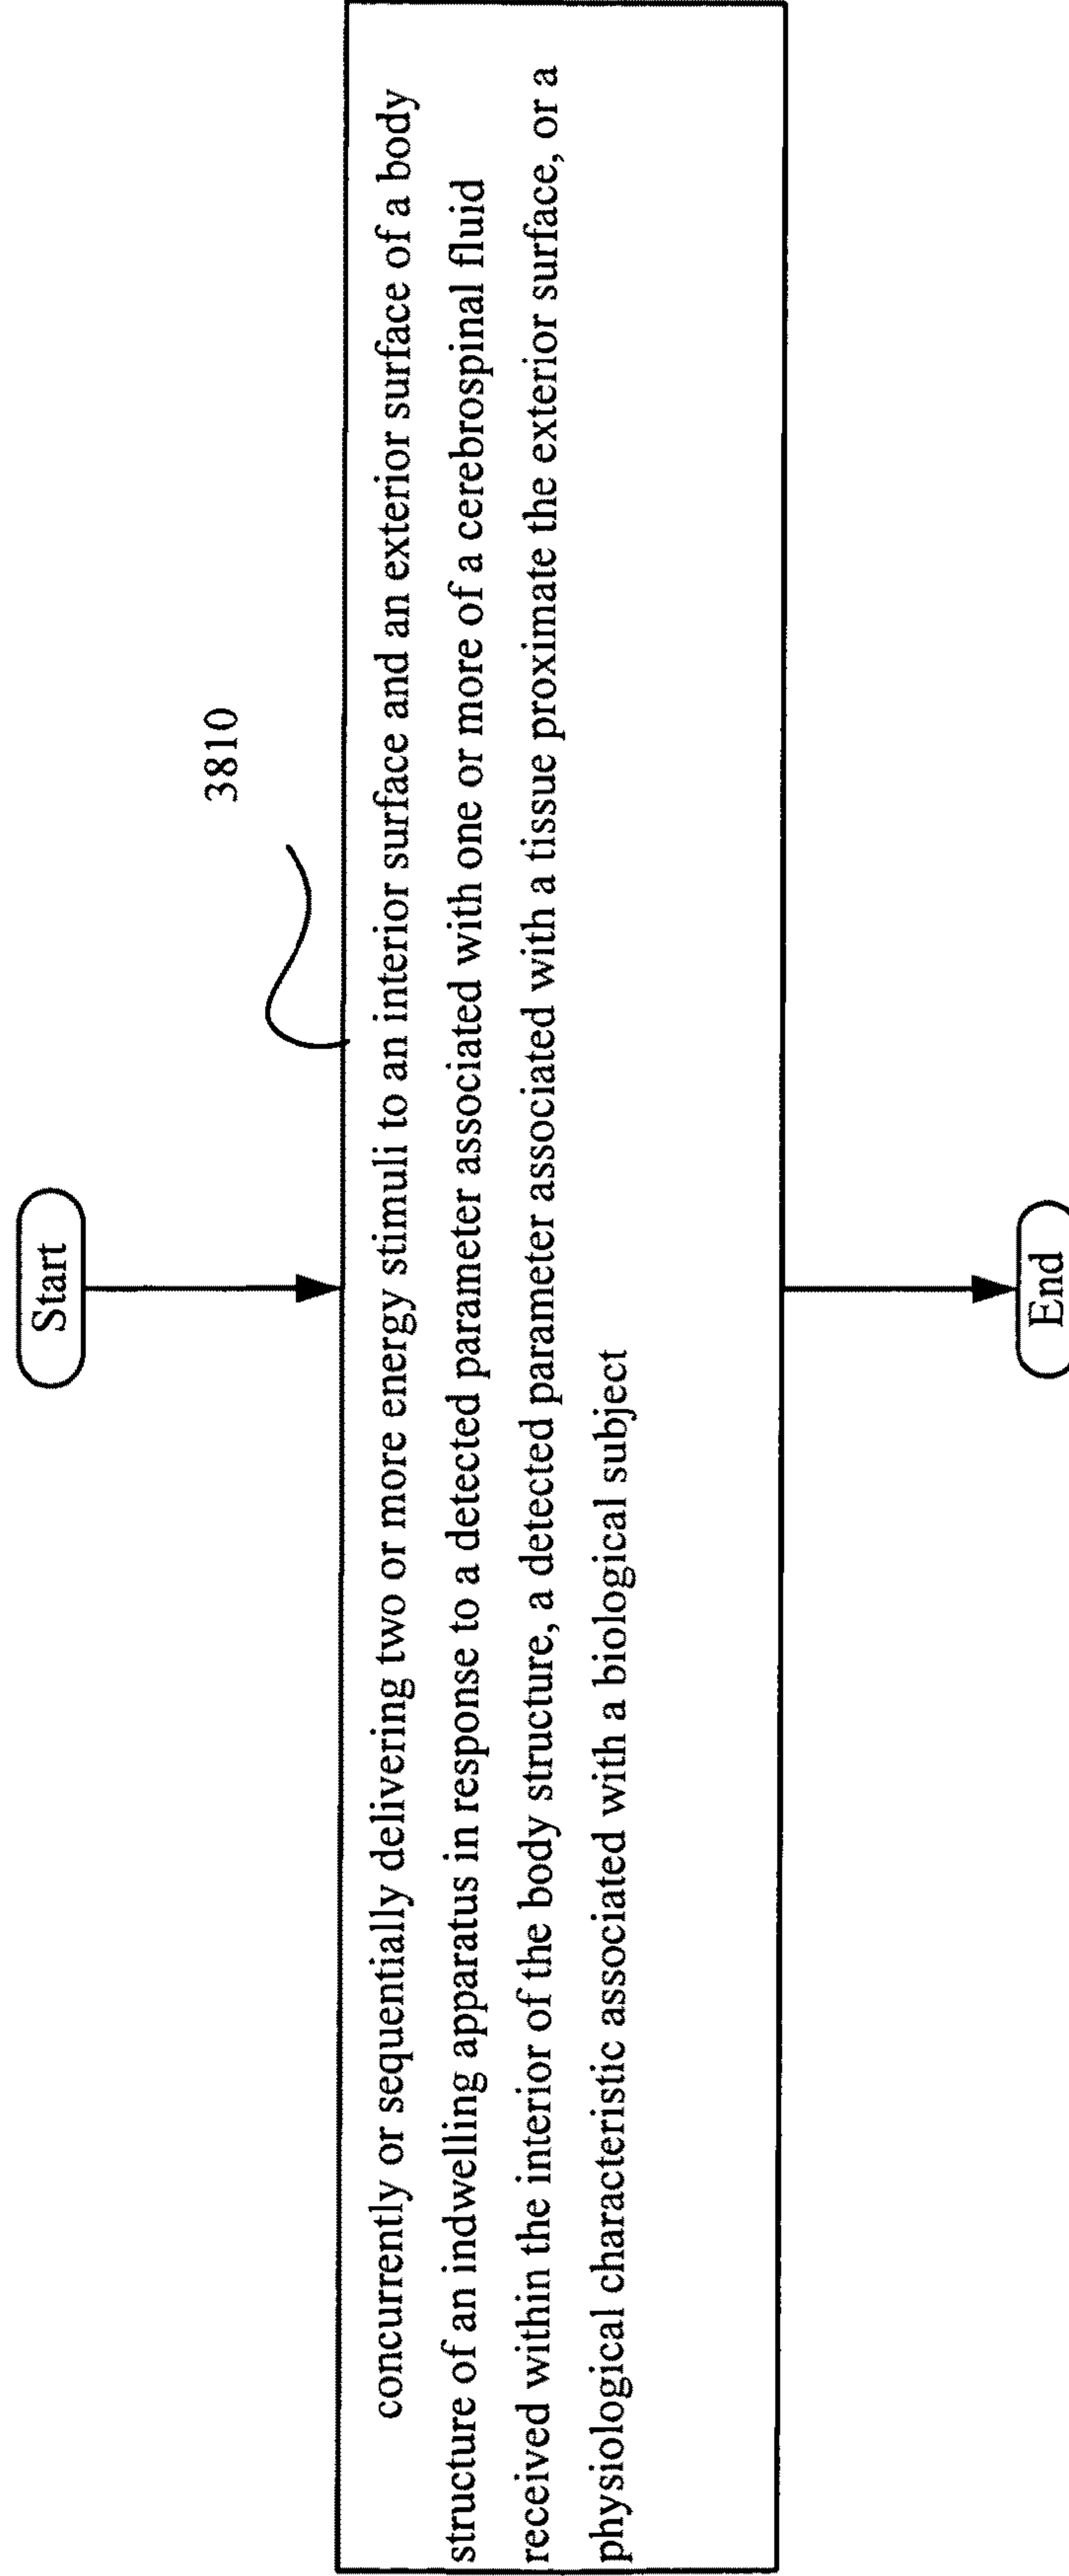 Start
3810
concurrently or sequentially delivering two or more energy stimuli to an interior surface and an exterior surface of a body
structure of an indwelling apparatus in response to a detected parameter associated with one or more of a cerebrospinal fluid
received within the interior of the body structure, a detected parameter associated with a tissue proximate the exterior surface, or a
physiological characteristic associated with a biological subject
End